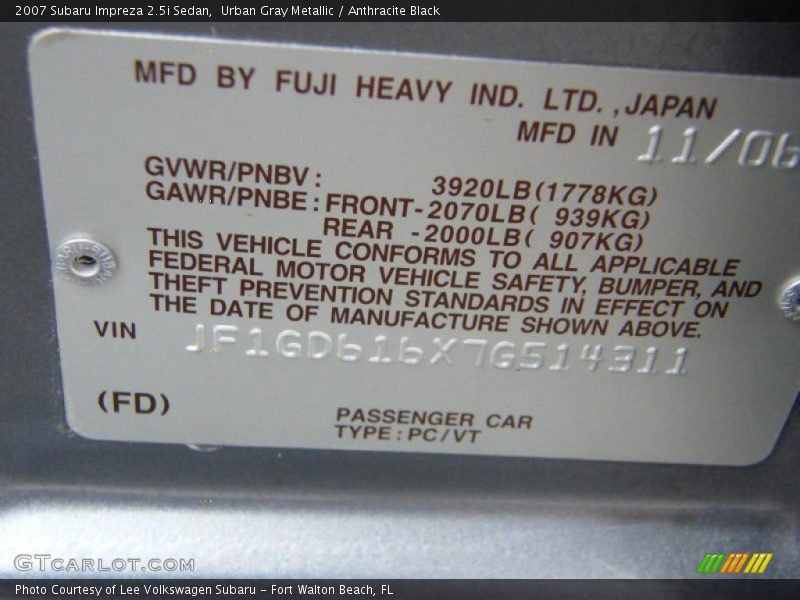 2007 Subaru Impreza 2.5i Sedan, Urban Gray Metallic / Anthracite Black
MFD BY FUJI HEAVY IND. LTD., JAPAN
MFD IN 11/06
GVWR/PNBV: 3920LB(1778KG)
GAWR/PNBE: FRONT-2070LB( 939KG)
REAR -2000LB( 907KG)
THIS VEHICLE CONFORMS TO ALL APPLICABLE
FEDERAL MOTOR VEHICLE SAFETY, BUMPER, AND
THEFT PREVENTION STANDARDS IN EFFECT ON
THE DATE OF MANUFACTURE SHOWN ABOVE.
VIN JF1GD616X7G514311
(FD)
PASSENGER CAR
TYPE:PC/VT
GTCARLOT.COM
Photo Courtesy of Lee Volkswagen Subaru - Fort Walton Beach, FL